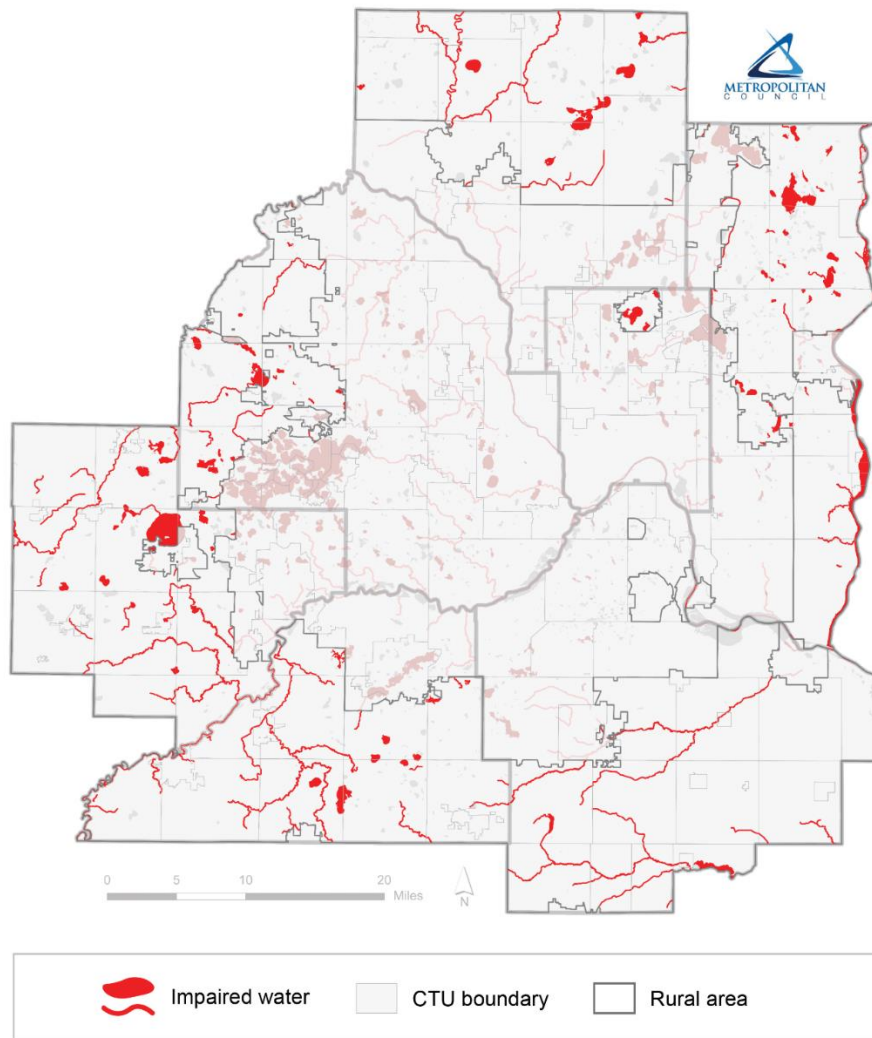 METROPOLITAN
COUNCIL
0 5 10 20
Miles
N
Impaired water
CTU boundary
Rural area